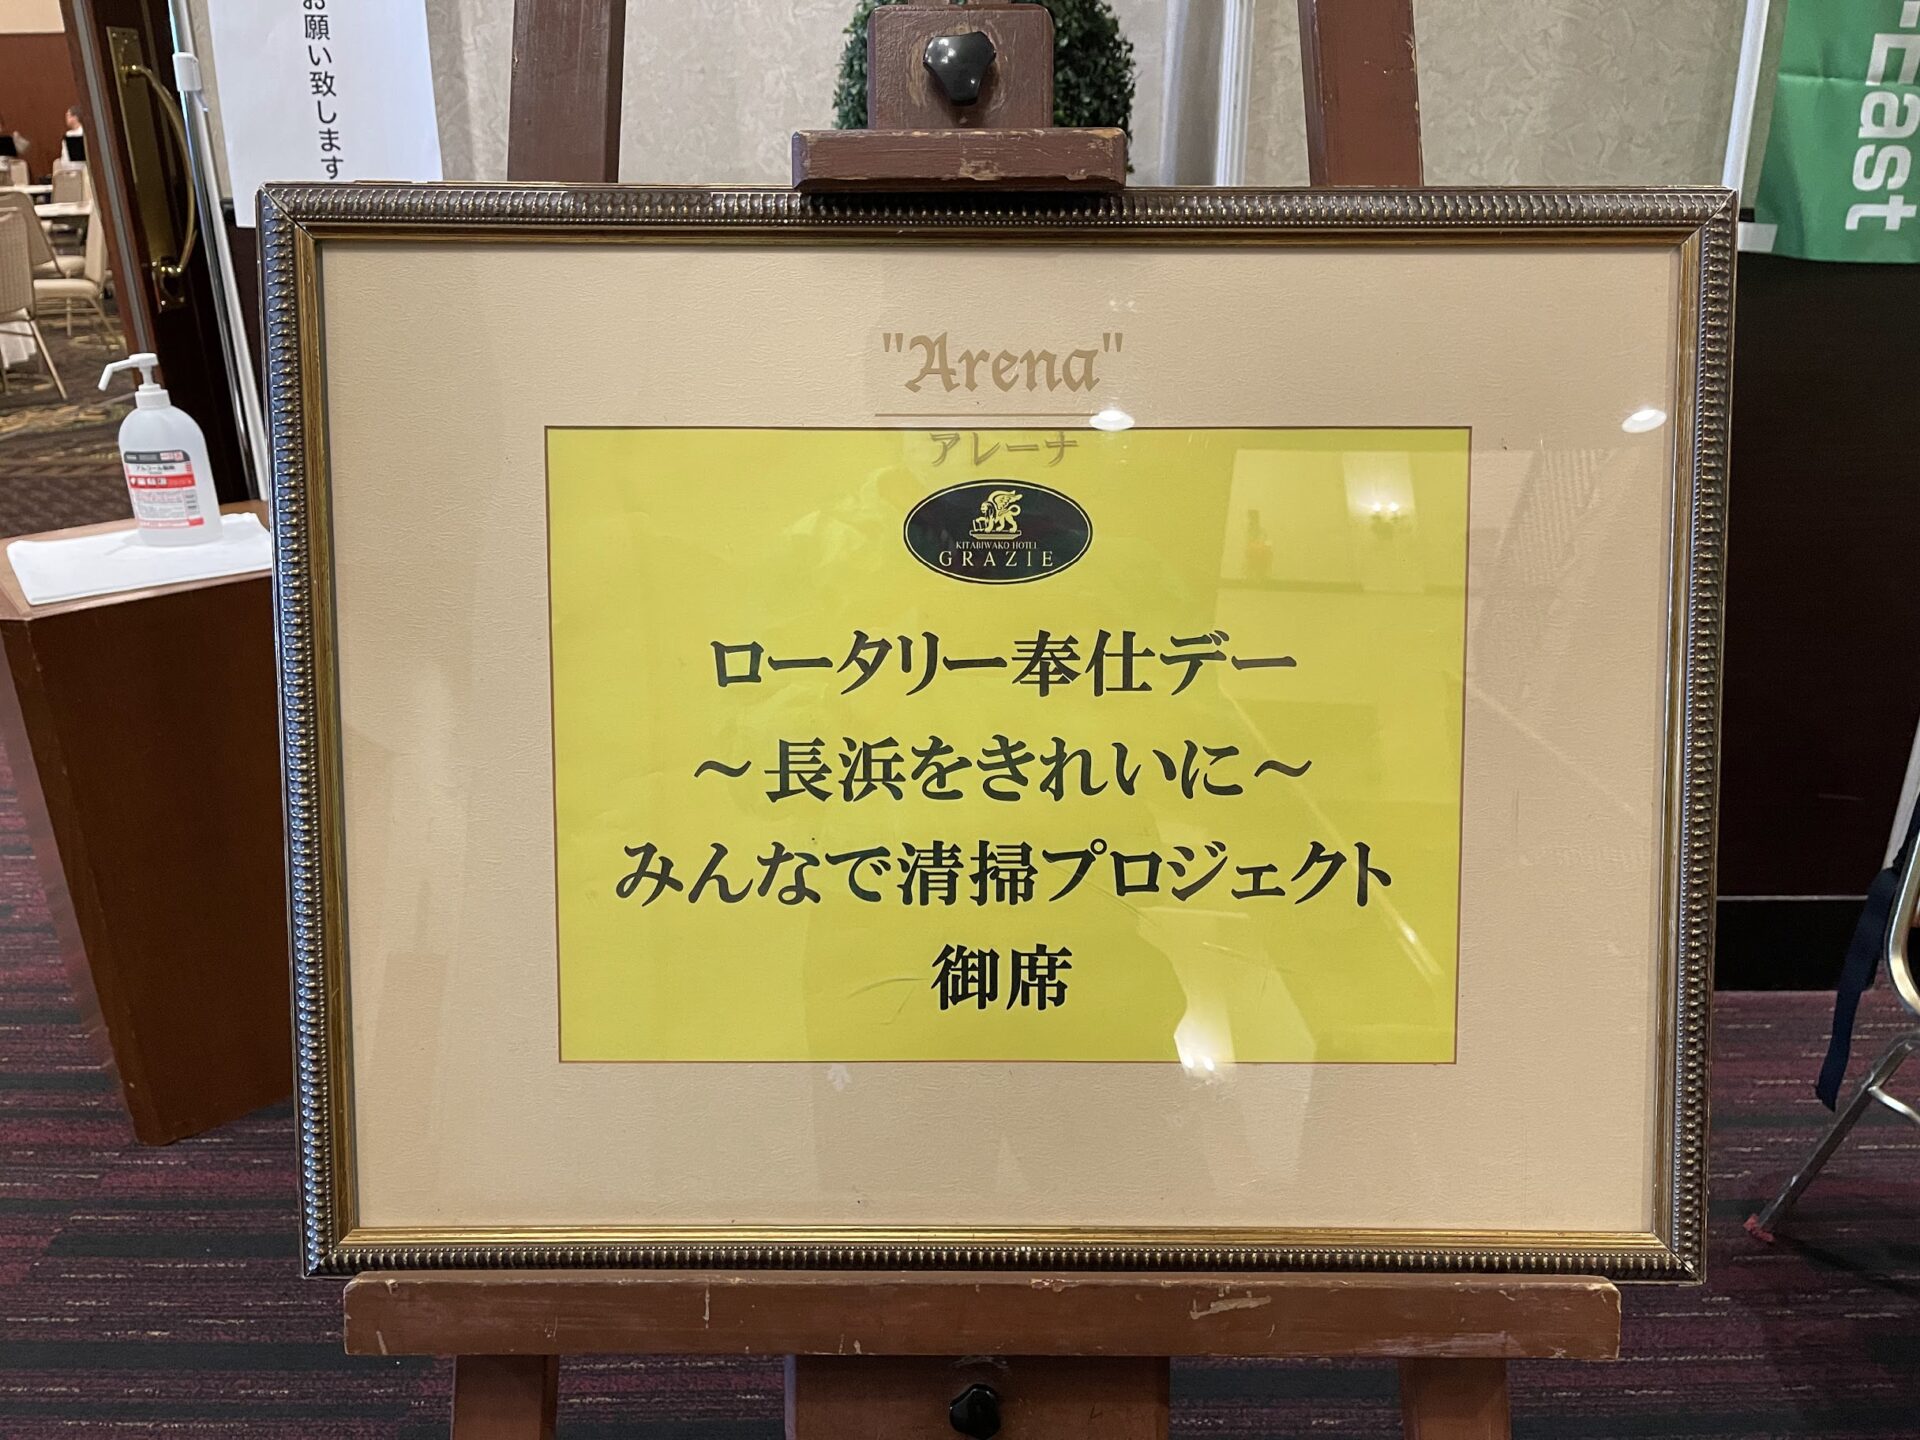 お願い致します
-East
"Arena"
アレーナ
KITABIWAKO HOTEL
GRAZIE
ロータリー奉仕デー
～長浜をきれいに～
みんなで清掃プロジェクト
御席